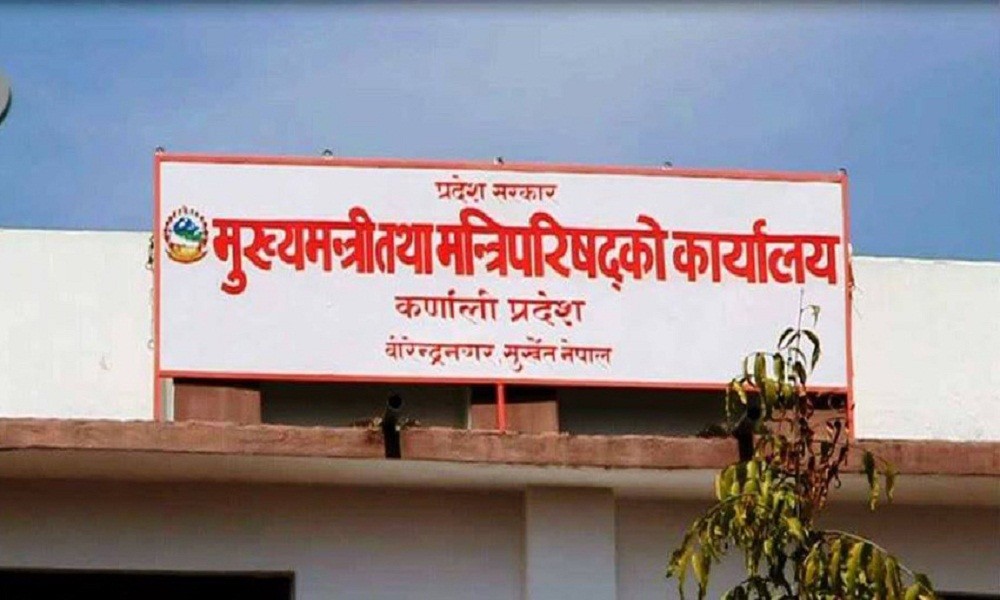 प्रदेश सरकार
मुख्यमन्त्री तथा मन्त्रिपरिषद्को कार्यालय
कर्णाली प्रदेश
वीरेन्द्रनगर, सुर्खेत नेपाल